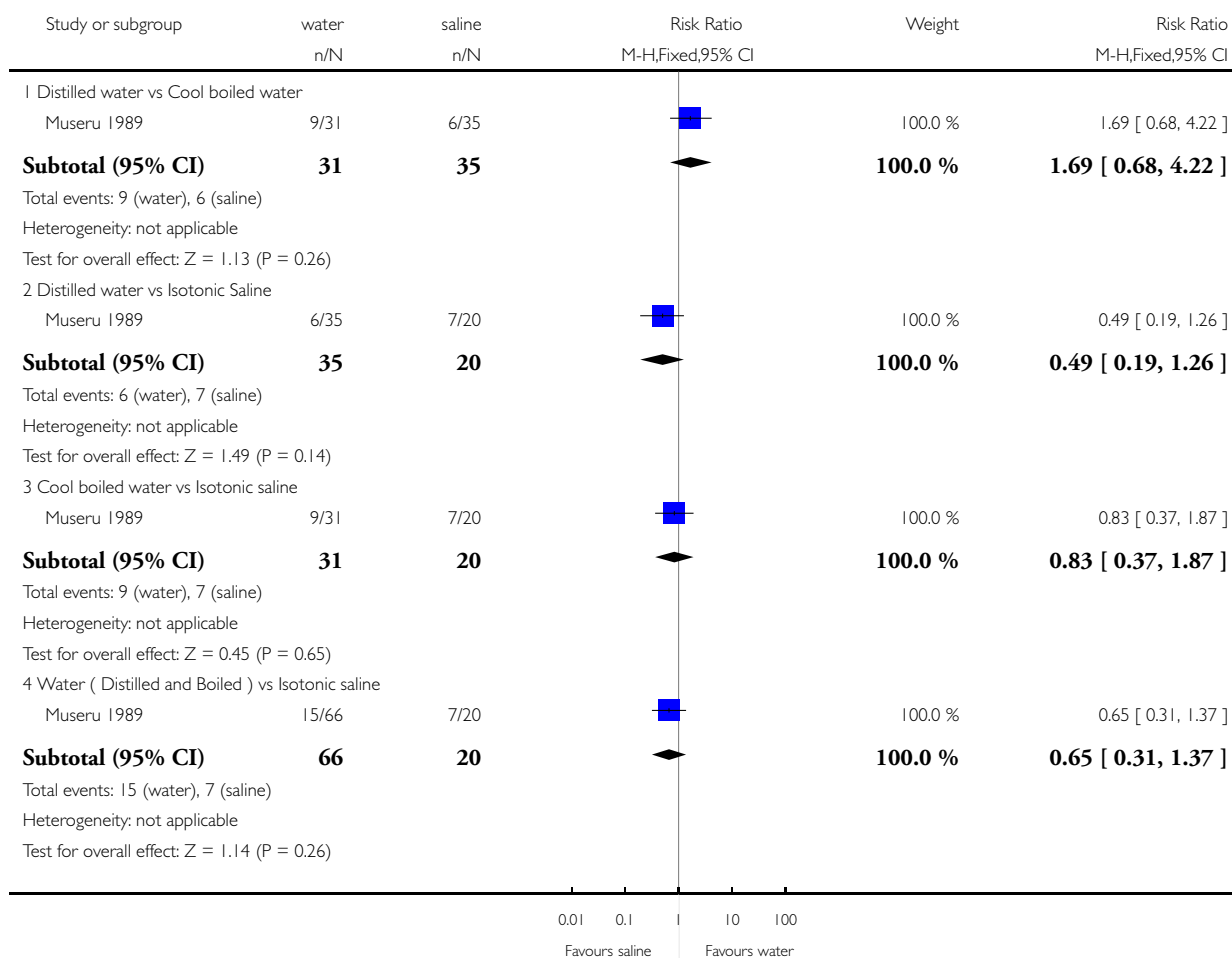 Study or subgroup water saline Risk Ratio Weight Risk Ratio
n/N n/N M-H,Fixed,95% CI M-H,Fixed,95% CI
1 Distilled water vs Cool boiled water
Museru 1989 9/31 6/35 100.0 % 1.69 [ 0.68, 4.22 ]
Subtotal (95% CI) 31 35 100.0 % 1.69 [ 0.68, 4.22 ]
Total events: 9 (water), 6 (saline)
Heterogeneity: not applicable
Test for overall effect: Z = 1.13 (P = 0.26)
2 Distilled water vs Isotonic Saline
Museru 1989 6/35 7/20 100.0 % 0.49 [ 0.19, 1.26 ]
Subtotal (95% CI) 35 20 100.0 % 0.49 [ 0.19, 1.26 ]
Total events: 6 (water), 7 (saline)
Heterogeneity: not applicable
Test for overall effect: Z = 1.49 (P = 0.14)
3 Cool boiled water vs Isotonic saline
Museru 1989 9/31 7/20 100.0 % 0.83 [ 0.37, 1.87 ]
Subtotal (95% CI) 31 20 100.0 % 0.83 [ 0.37, 1.87 ]
Total events: 9 (water), 7 (saline)
Heterogeneity: not applicable
Test for overall effect: Z = 0.45 (P = 0.65)
4 Water ( Distilled and Boiled ) vs Isotonic saline
Museru 1989 15/66 7/20 100.0 % 0.65 [ 0.31, 1.37 ]
Subtotal (95% CI) 66 20 100.0 % 0.65 [ 0.31, 1.37 ]
Total events: 15 (water), 7 (saline)
Heterogeneity: not applicable
Test for overall effect: Z = 1.14 (P = 0.26)
0.01 0.1 1 10 100
Favours saline Favours water